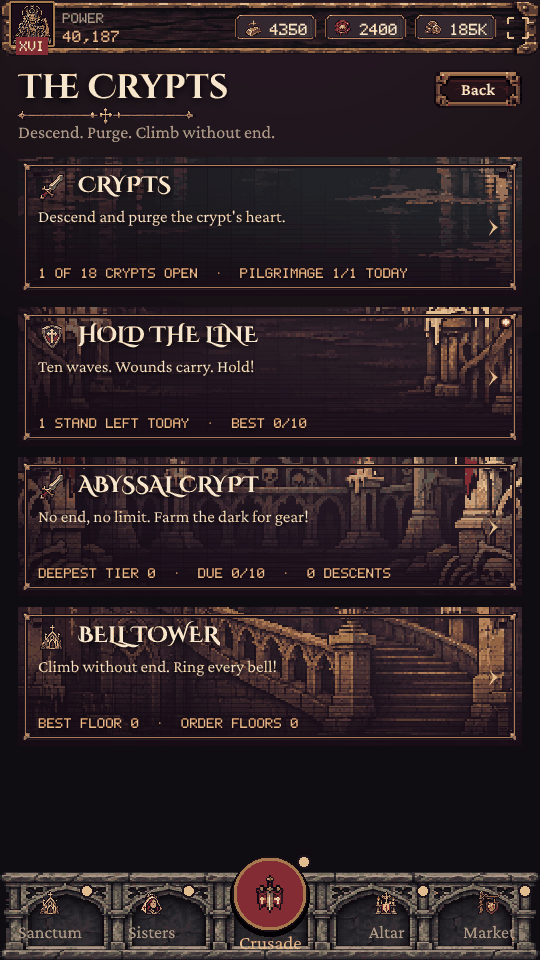 POWER
40,187
XVI
4350
2400
185K
THE CRYPTS
Back
Descend. Purge. Climb without end.
CRYPTS
Descend and purge the crypt's heart.
1 OF 18 CRYPTS OPEN · PILGRIMAGE 1/1 TODAY
HOLD THE LINE
Ten waves. Wounds carry. Hold!
1 STAND LEFT TODAY · BEST 0/10
ABYSSAL CRYPT
No end, no limit. Farm the dark for gear!
DEEPEST TIER 0 · DUE 0/10 · 0 DESCENTS
BELL TOWER
Climb without end. Ring every bell!
BEST FLOOR 0 · ORDER FLOORS 0
Sanctum
Sisters
Crusade
Altar
Market